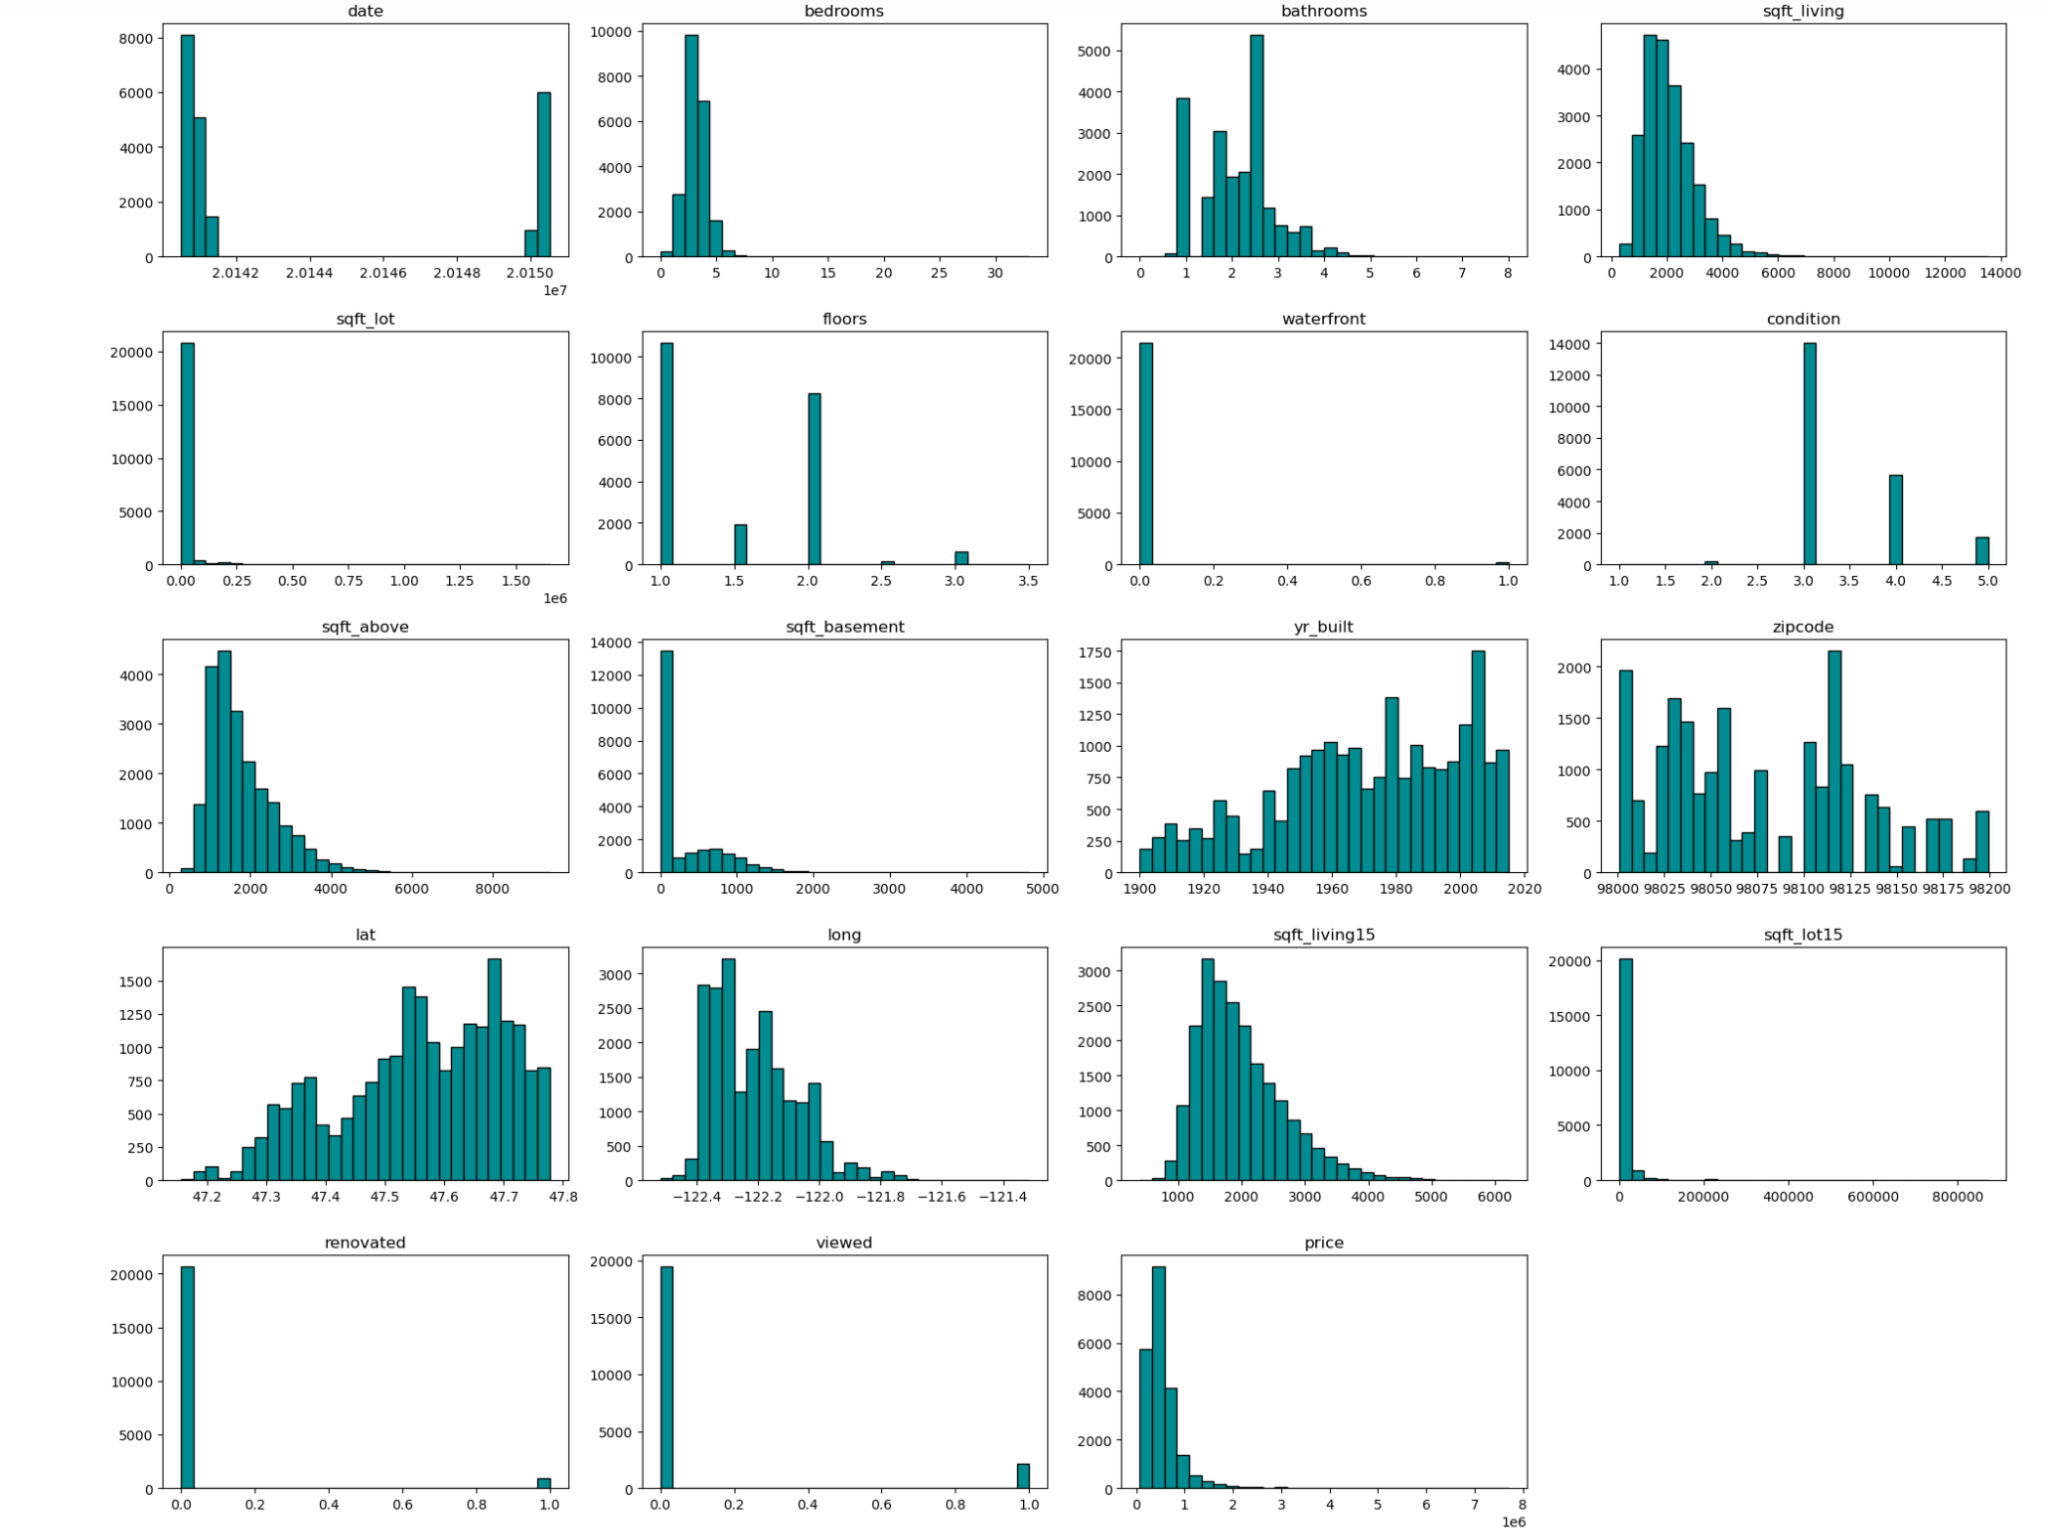 date bedrooms bathrooms sqft_living
8000 6000 4000 2000 0
2.0142 2.0144 2.0146 2.0148 2.0150
1e7
10000 8000 6000 4000 2000 0
0 5 10 15 20 25 30
5000 4000 3000 2000 1000 0
0 1 2 3 4 5 6 7 8
4000 3000 2000 1000 0
0 2000 4000 6000 8000 10000 12000 14000
sqft_lot floors waterfront condition
20000 15000 10000 5000 0
0.00 0.25 0.50 0.75 1.00 1.25 1.50
1e6
10000 8000 6000 4000 2000 0
1.0 1.5 2.0 2.5 3.0 3.5
20000 15000 10000 5000 0
0.0 0.2 0.4 0.6 0.8 1.0
14000 12000 10000 8000 6000 4000 2000 0
1.0 1.5 2.0 2.5 3.0 3.5 4.0 4.5 5.0
sqft_above sqft_basement yr_built zipcode
4000 3000 2000 1000 0
0 2000 4000 6000 8000
14000 12000 10000 8000 6000 4000 2000 0
0 1000 2000 3000 4000 5000
1750 1500 1250 1000 750 500 250 0
1900 1920 1940 1960 1980 2000 2020
2000 1500 1000 500 0
98000 98025 98050 98075 98100 98125 98150 98175 98200
lat long sqft_living15 sqft_lot15
1500 1250 1000 750 500 250 0
47.2 47.3 47.4 47.5 47.6 47.7 47.8
3000 2500 2000 1500 1000 500 0
−122.4 −122.2 −122.0 −121.8 −121.6 −121.4
3000 2500 2000 1500 1000 500 0
1000 2000 3000 4000 5000 6000
20000 15000 10000 5000 0
0 200000 400000 600000 800000
renovated viewed price
20000 15000 10000 5000 0
0.0 0.2 0.4 0.6 0.8 1.0
20000 15000 10000 5000 0
0.0 0.2 0.4 0.6 0.8 1.0
8000 6000 4000 2000 0
0 1 2 3 4 5 6 7 8
1e6